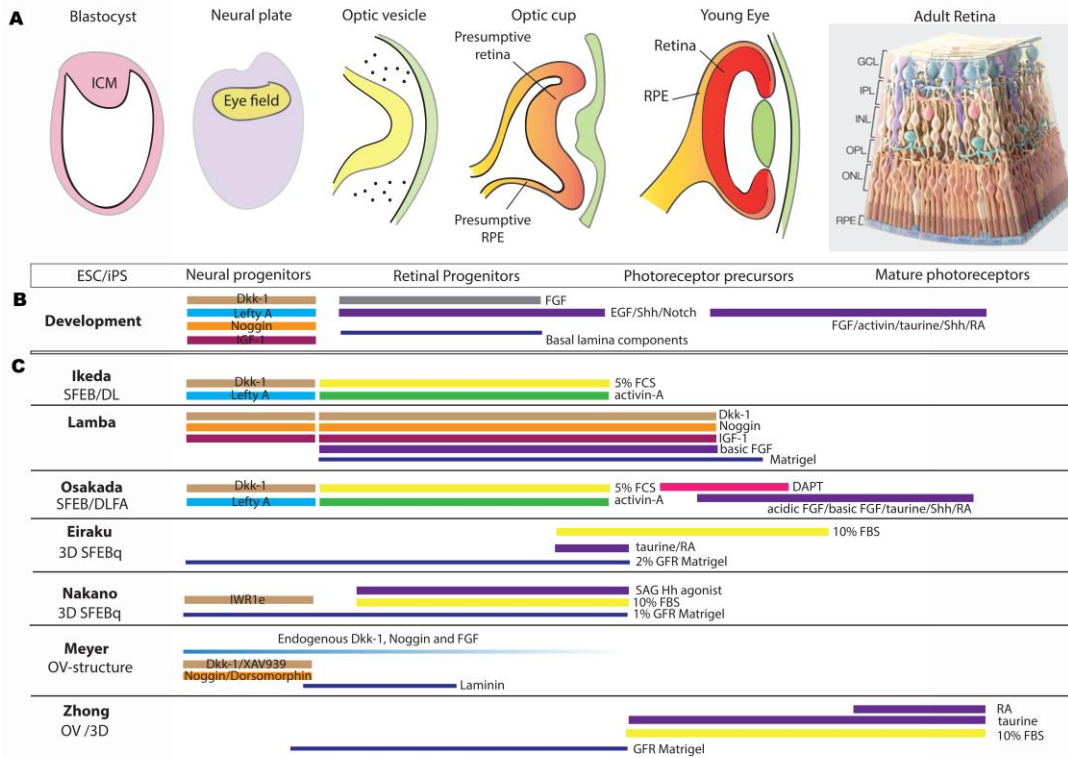 A
Blastocyst
Neural plate
Optic vesicle
Optic cup
Young Eye
Adult Retina
ICM
Eye field
Presumptive
retina
Presumptive
RPE
Retina
RPE
GCL
IPL
INL
OPL
ONL
RPE
ESC/iPS
Neural progenitors
Retinal Progenitors
Photoreceptor precursors
Mature photoreceptors
B
Development
Dkk-1
Lefty A
Noggin
IGF-1
FGF
EGF/Shh/Notch
Basal lamina components
FGF/activin/taurine/Shh/RA
C
Ikeda
SFEB/DL
Dkk-1
Lefty A
5% FCS
activin-A
Lamba
Dkk-1
Noggin
IGF-1
basic FGF
Matrigel
Osakada
SFEB/DLFA
Dkk-1
Lefty A
5% FCS
activin-A
DAPT
acidic FGF/basic FGF/taurine/Shh/RA
Eiraku
3D SFEBq
10% FBS
taurine/RA
2% GFR Matrigel
Nakano
3D SFEBq
IWR1e
SAG Hh agonist
10% FBS
1% GFR Matrigel
Meyer
OV-structure
Endogenous Dkk-1, Noggin and FGF
Dkk-1/XAV939
Noggin/Dorsomorphin
Laminin
Zhong
OV /3D
RA
taurine
10% FBS
GFR Matrigel